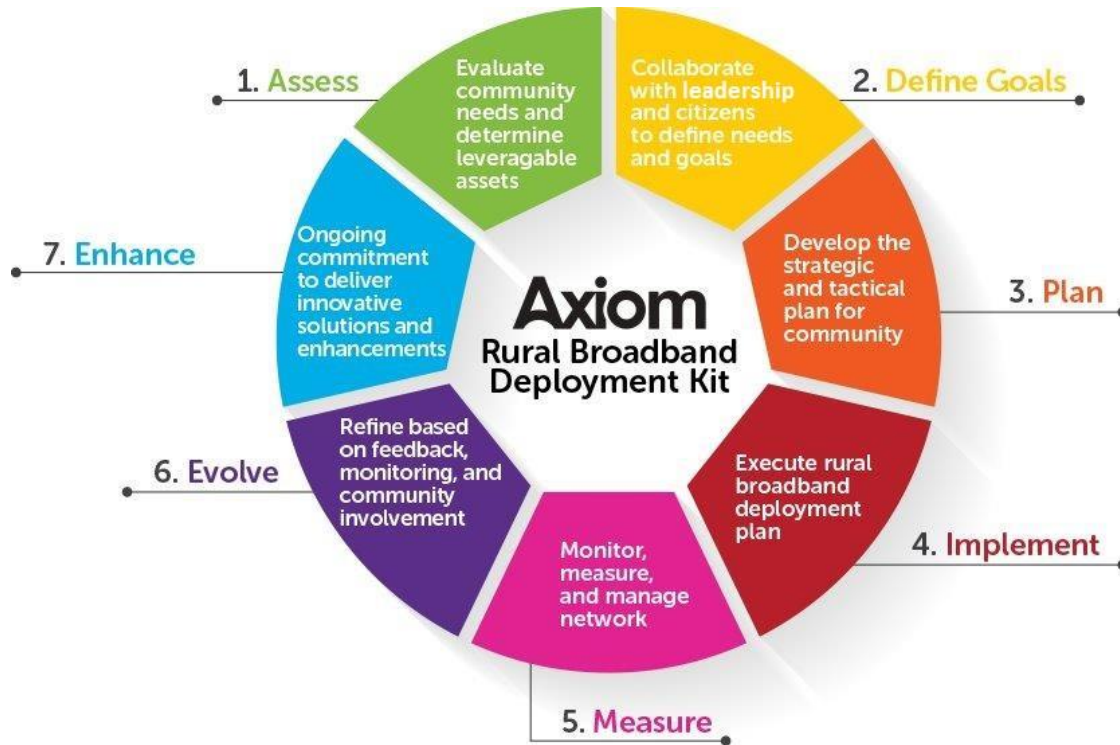 1. Assess
Evaluate
community
needs and
determine
leveragable
assets
2. Define Goals
Collaborate
with leadership
and citizens
to define needs
and goals
3. Plan
Develop the
strategic
and tactical
plan for
community
4. Implement
Execute rural
broadband
deployment
plan
5. Measure
Monitor,
measure,
and manage
network
6. Evolve
Refine based
on feedback,
monitoring, and
community
involvement
7. Enhance
Ongoing
commitment
to deliver
innovative
solutions and
enhancements
Axiom
Rural Broadband
Deployment Kit